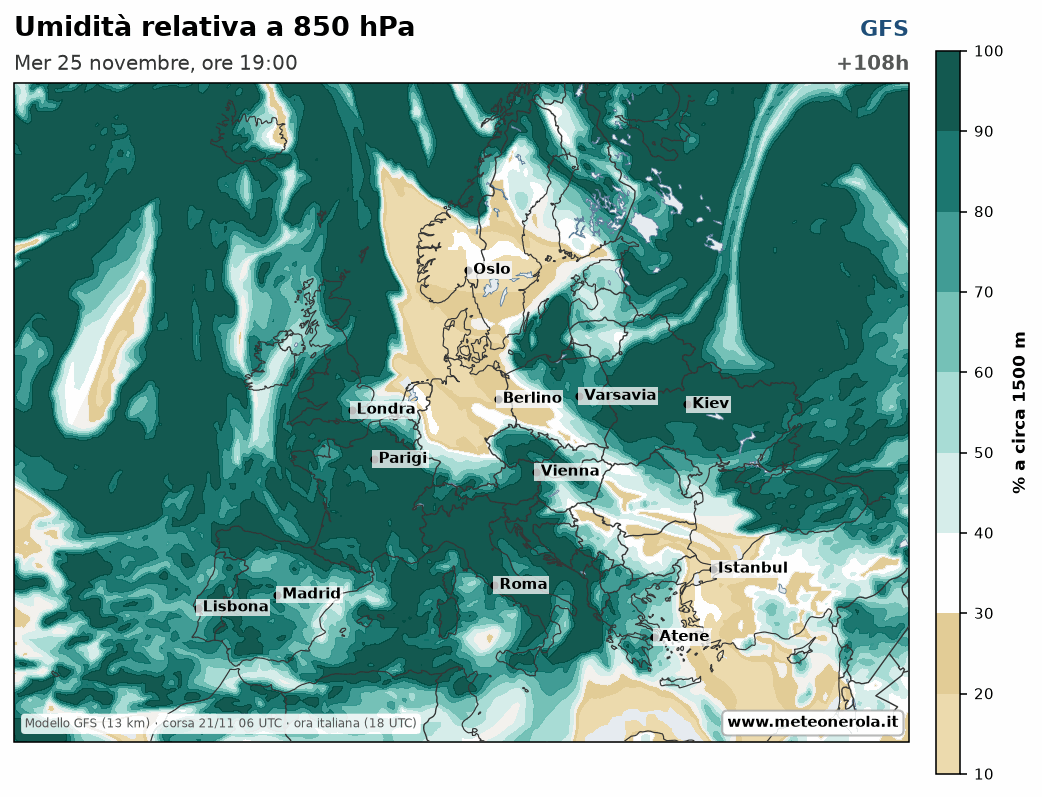 Umidità relativa a 850 hPa
GFS
Mer 25 novembre, ore 19:00
+108h
100
90
80
70
60
50
40
30
20
10
% a circa 1500 m
Oslo
Berlino
Varsavia
Kiev
Londra
Parigi
Vienna
Istanbul
Roma
Madrid
Lisbona
Atene
Modello GFS (13 km) · corsa 21/11 06 UTC · ora italiana (18 UTC)
www.meteonerola.it